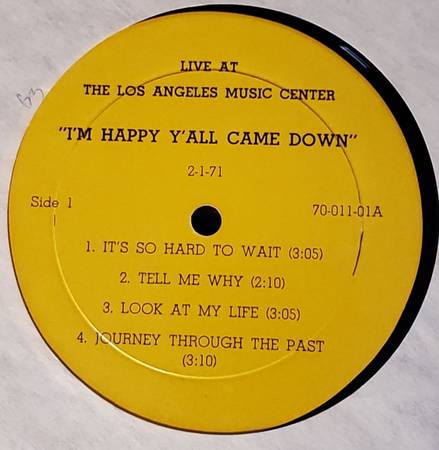 LIVE AT
THE LOS ANGELES MUSIC CENTER
"I'M HAPPY Y'ALL CAME DOWN"
2-1-71
Side 1
70-011-01A
1. IT'S SO HARD TO WAIT (3:05)
2. TELL ME WHY (2:10)
3. LOOK AT MY LIFE (3:05)
4. JOURNEY THROUGH THE PAST
(3:10)